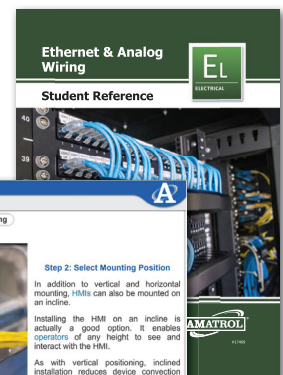 Ethernet & Analog
Wiring
EL
ELECTRICAL
Student Reference
40
39
A
Step 2: Select Mounting Position
In addition to vertical and horizontal
mounting, HMIs can also be mounted on
an incline.
Installing the HMI on an incline is
actually a good option. It enables
operators of any height to see and
interact with the HMI.
As with vertical positioning, inclined
installation reduces device convection
AMATROL